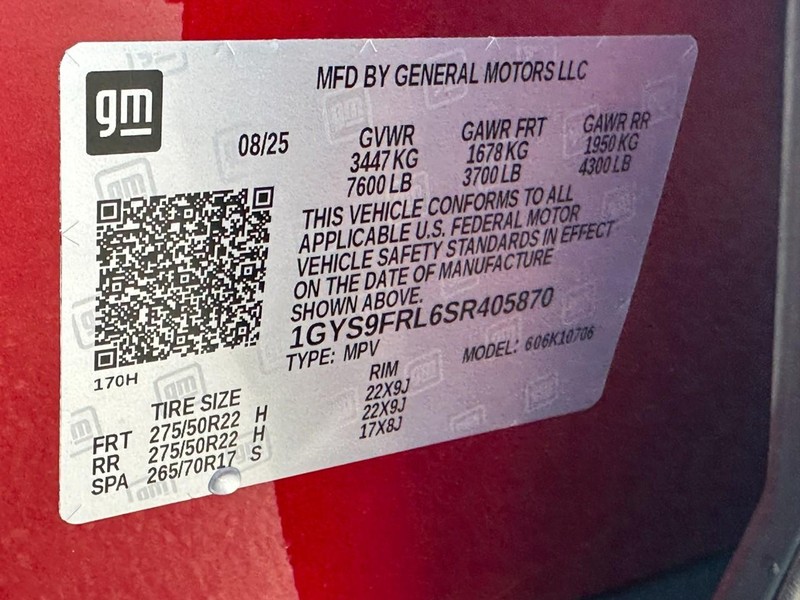 gm
MFD BY GENERAL MOTORS LLC
08/25
GVWR GAWR FRT GAWR RR
3447 KG 1678 KG 1950 KG
7600 LB 3700 LB 4300 LB
THIS VEHICLE CONFORMS TO ALL
APPLICABLE U.S. FEDERAL MOTOR
VEHICLE SAFETY STANDARDS IN EFFECT
ON THE DATE OF MANUFACTURE
SHOWN ABOVE.
1GYS9FRL6SR405870
TYPE: MPV MODEL: 606K10706
170H
TIRE SIZE RIM
FRT 275/50R22 H 22X9J
RR 275/50R22 H 22X9J
SPA 265/70R17 S 17X8J